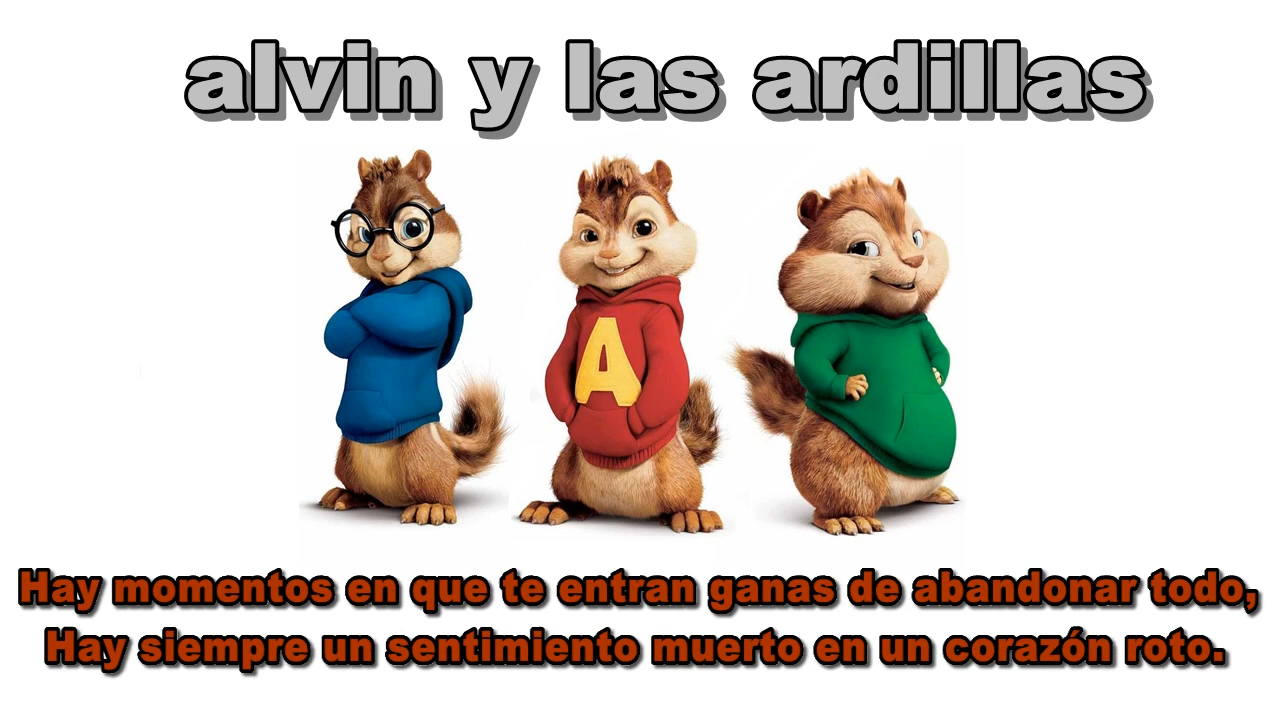 alvin y las ardillas
A
Hay momentos en que te entran ganas de abandonar todo,
Hay siempre un sentimiento muerto en un corazón roto.